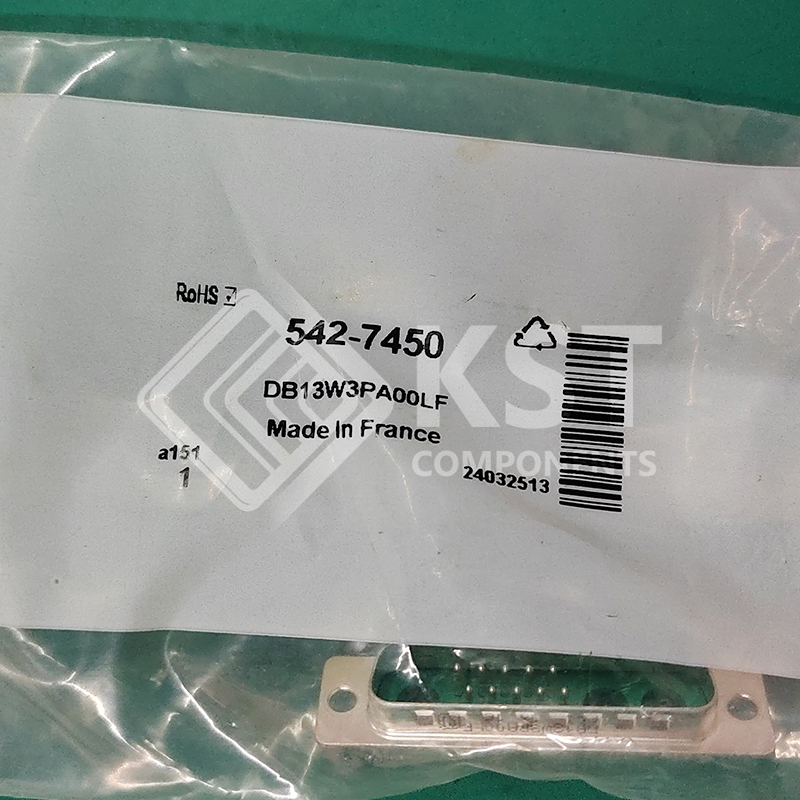 RoHS
542-7450
DB13W3PA00LF
Made In France
a151
1
24032513
KST
COMPONENTS